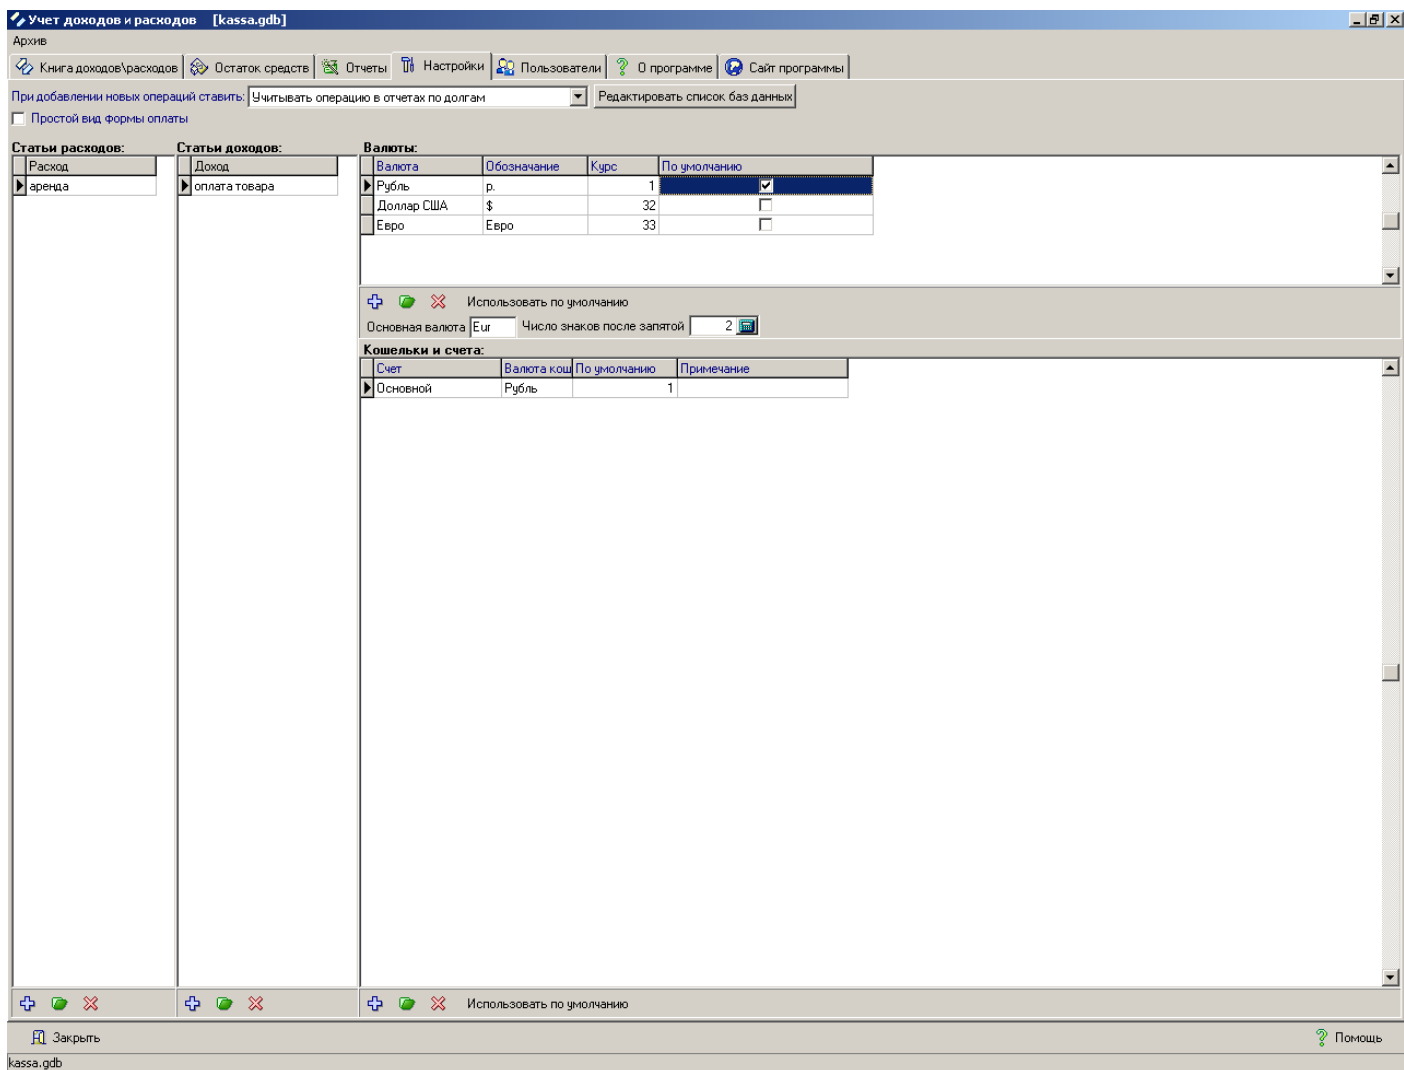 Учет доходов и расходов [kassa.gdb]
Архив
Книга доходов\расходов Остаток средств Отчеты Настройки Пользователи О программе Сайт программы
При добавлении новых операций ставить: Учитывать операцию в отчетах по долгам Редактировать список баз данных
Простой вид формы оплаты
Статьи расходов: Статьи доходов: Валюты:
Расход Доход Валюта Обозначание Курс По умолчанию
аренда оплата товара Рубль р. 1
Доллар США $ 32
Евро Евро 33
Использовать по умолчанию
Основная валюта Eur Число знаков после запятой 2
Кошельки и счета:
Счет Валюта кош По умолчанию Примечание
Основной Рубль 1
Использовать по умолчанию
Закрыть Помощь
kassa.gdb